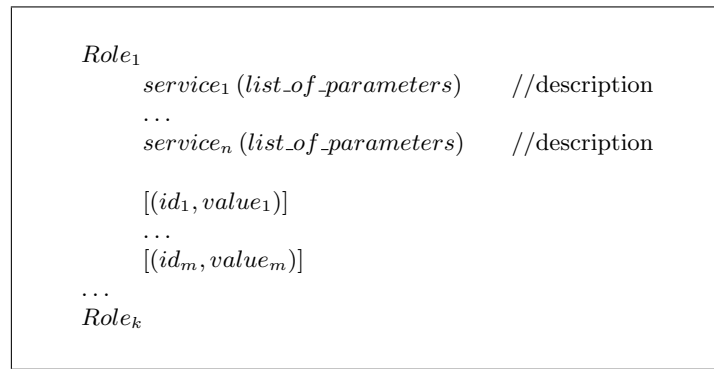 Role₁
service₁ (list_of_parameters) //description
...
serviceₙ (list_of_parameters) //description
[(id₁, value₁)]
...
[(idₘ, valueₘ)]
...
Roleₖ